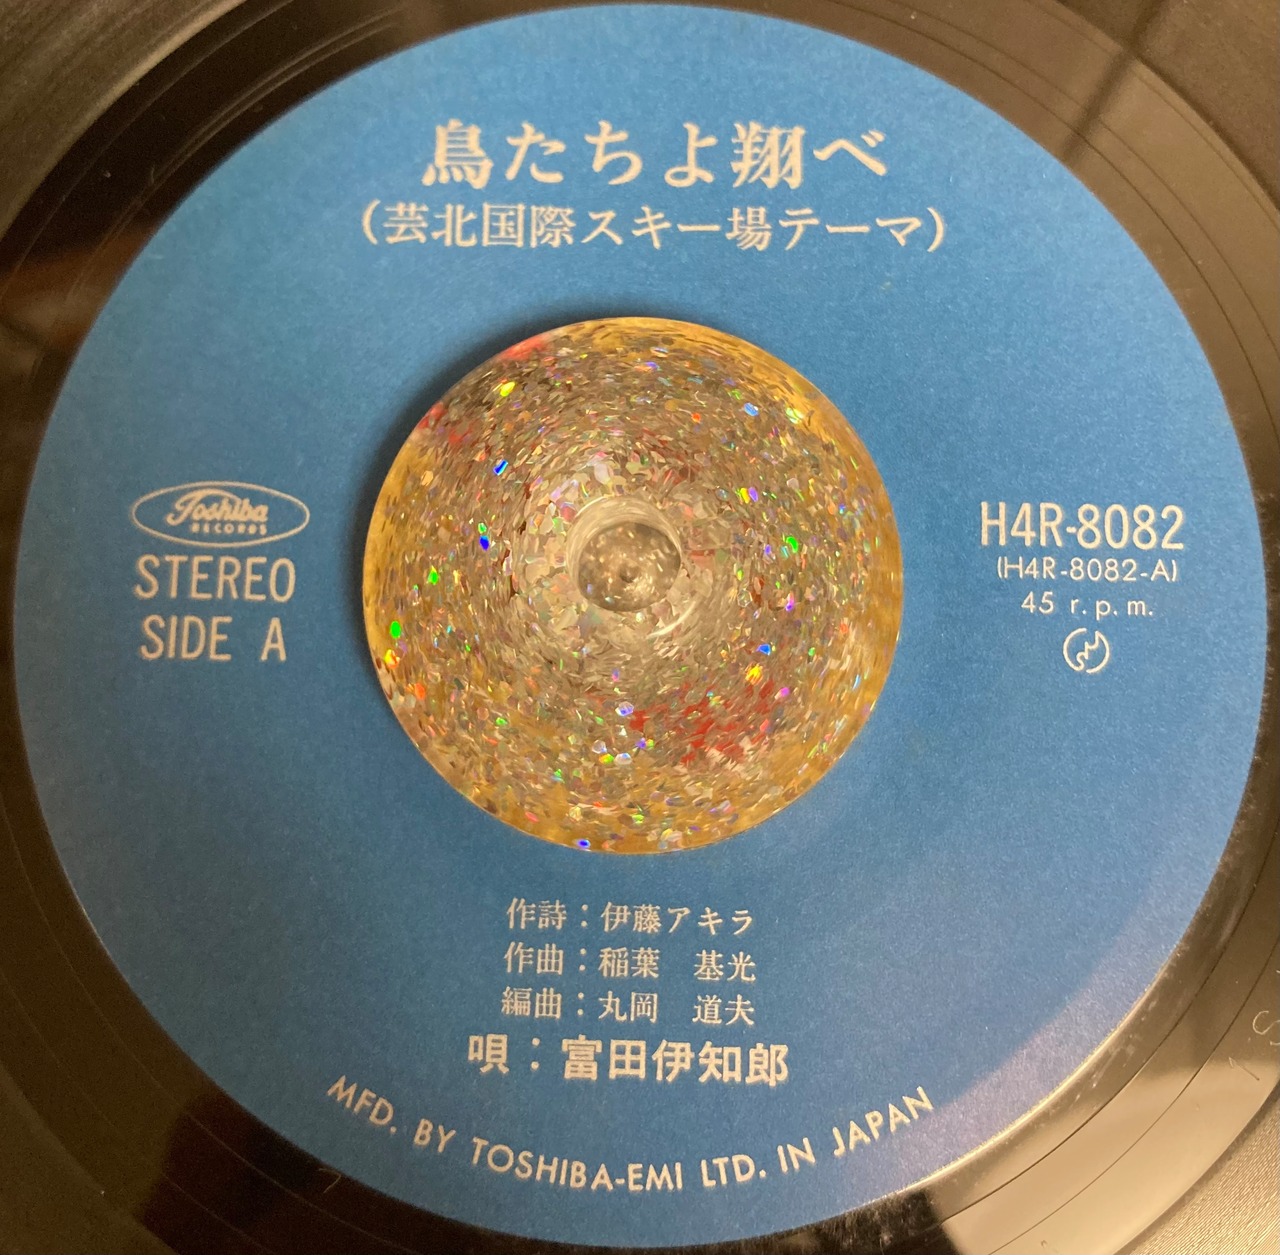 鳥たちよ翔べ
(芸北国際スキー場テーマ)
Toshiba
RECORDS
STEREO
SIDE A
H4R-8082
(H4R-8082-A)
45 r.p.m.
作詩：伊藤アキラ
作曲：稲葉　基光
編曲：丸岡　道夫
唄：富田伊知郎
MFD. BY TOSHIBA-EMI LTD. IN JAPAN